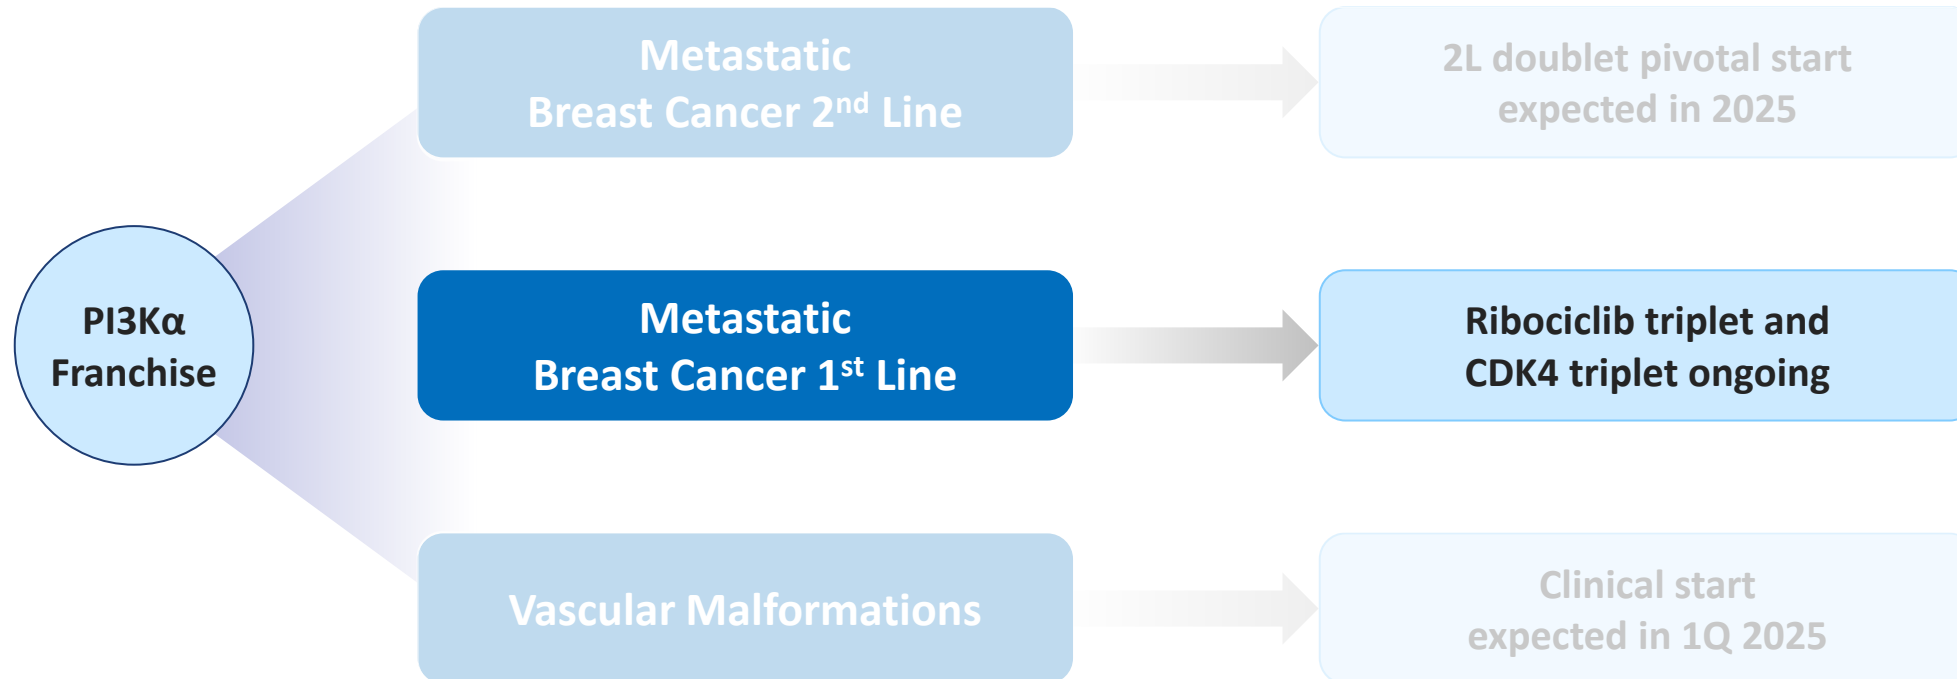 Metastatic
Breast Cancer 2nd Line
2L doublet pivotal start
expected in 2025
PI3Kα
Franchise
Metastatic
Breast Cancer 1st Line
Ribociclib triplet and
CDK4 triplet ongoing
Vascular Malformations
Clinical start
expected in 1Q 2025